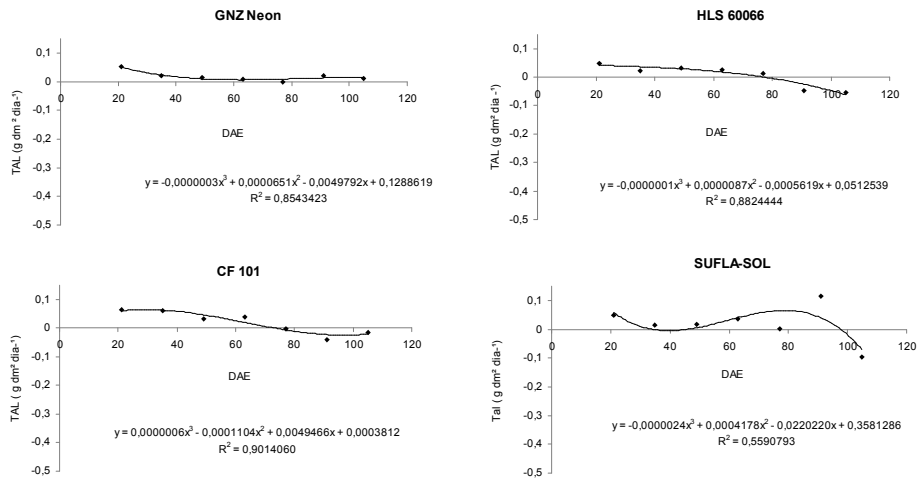 GNZ Neon
0,1
0
-0,1
-0,2
-0,3
-0,4
-0,5
0 20 40 60 80 100 120
TAL (g dm² dia-¹)
DAE
y = -0,0000003x³ + 0,0000651x² - 0,0049792x + 0,1288619
R² = 0,8543423
HLS 60066
0,1
0
-0,1
-0,2
-0,3
-0,4
-0,5
0 20 40 60 80 100 120
TAL (g dm² dia-¹)
DAE
y = -0,0000001x³ + 0,0000087x² - 0,0005619x + 0,0512539
R² = 0,8824444
CF 101
0,1
0
-0,1
-0,2
-0,3
-0,4
-0,5
0 20 40 60 80 100 120
TAL ( g dm² dia-¹)
DAE
y = 0,0000006x³ - 0,0001104x² + 0,0049466x + 0,0003812
R² = 0,9014060
SUFLA-SOL
0,1
0
-0,1
-0,2
-0,3
-0,4
-0,5
0 20 40 60 80 100 120
Tal ( g dm² dia-¹)
DAE
y = -0,0000024x³ + 0,0004178x² - 0,0220220x + 0,3581286
R² = 0,5590793